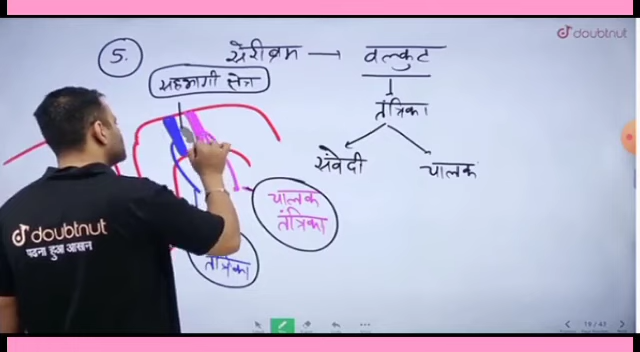 5.
सेरीब्रम → वल्कुट
सहभागी क्षेत्र
तंत्रिका
संवेदी
चालक
चालक
तंत्रिका
तंत्रिका
doubtnut
पढ़ना हुआ आसान
doubtnut